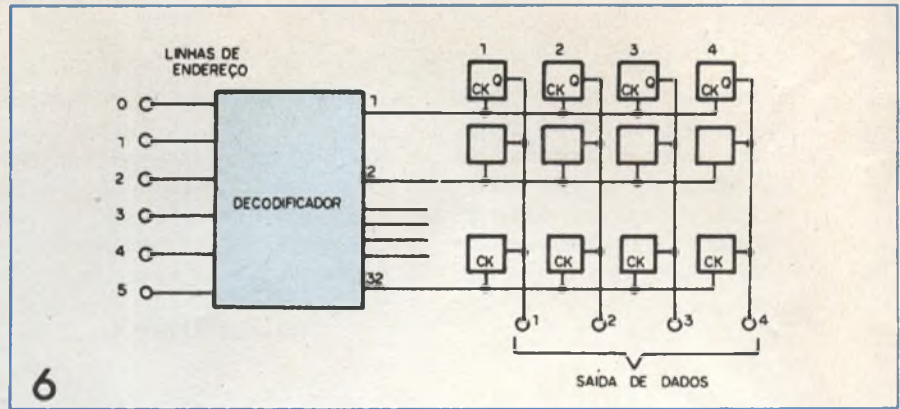 LINHAS DE
ENDEREÇO
1 2 3 4
0
1
2
3
4
5
DECODIFICADOR
1
2
32
CK Q CK Q CK Q CK Q
CK CK CK CK
1 2 3 4
SAÍDA DE DADOS
6